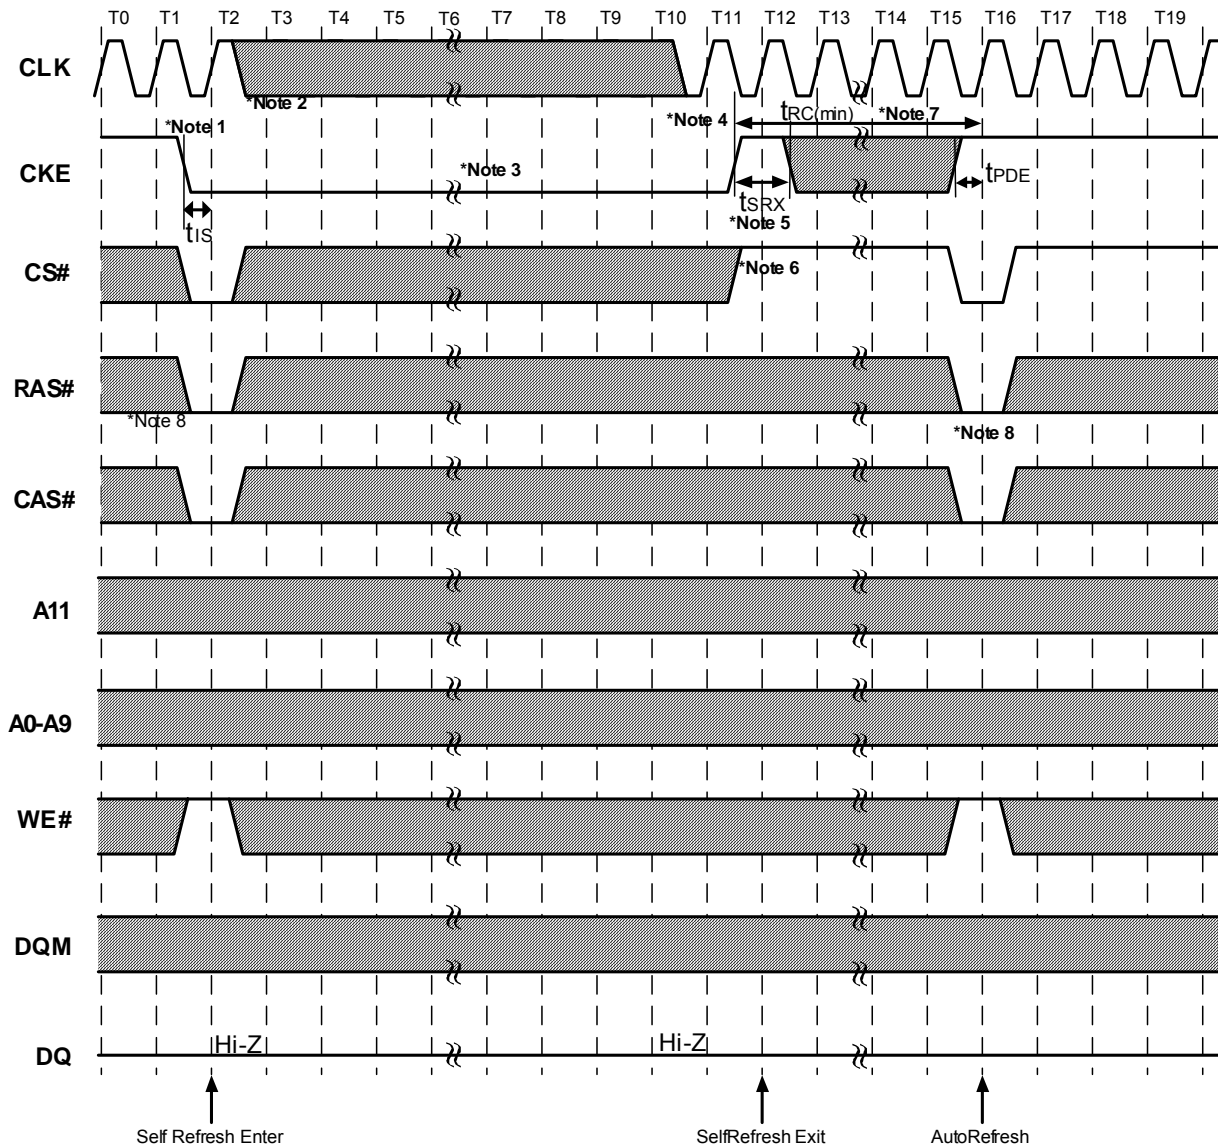 T0 T1 T2 T3 T4 T5 T6 T7 T8 T9 T10 T11 T12 T13 T14 T15 T16 T17 T18 T19
CLK
*Note 2
*Note 1 *Note 4 tRC(min) *Note 7
CKE *Note 3 tPDE
tIS tSRX
*Note 5
CS# *Note 6
RAS#
*Note 8 *Note 8
CAS#
A11
A0-A9
WE#
DQM
DQ Hi-Z Hi-Z
Self Refresh Enter SelfRefresh Exit AutoRefresh